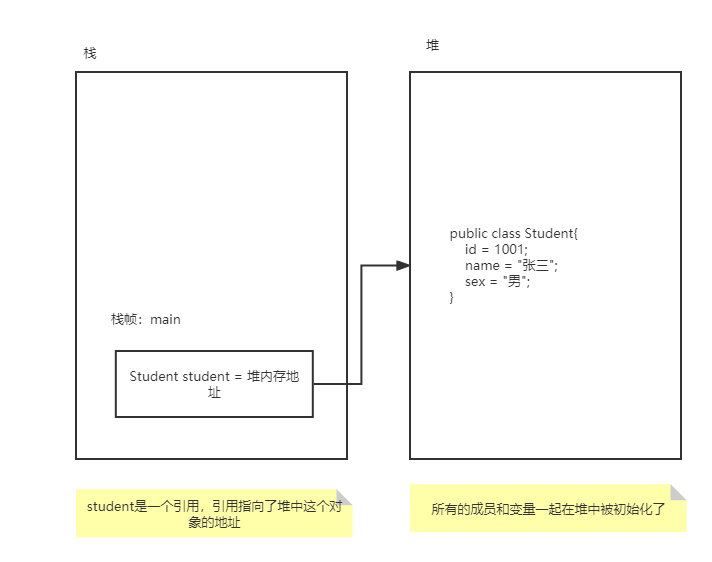 栈
堆
public class Student{
id = 1001;
name = "张三";
sex = "男";
}
栈帧：main
Student student = 堆内存地
址
student是一个引用，引用指向了堆中这个对
象的地址
所有的成员和变量一起在堆中被初始化了